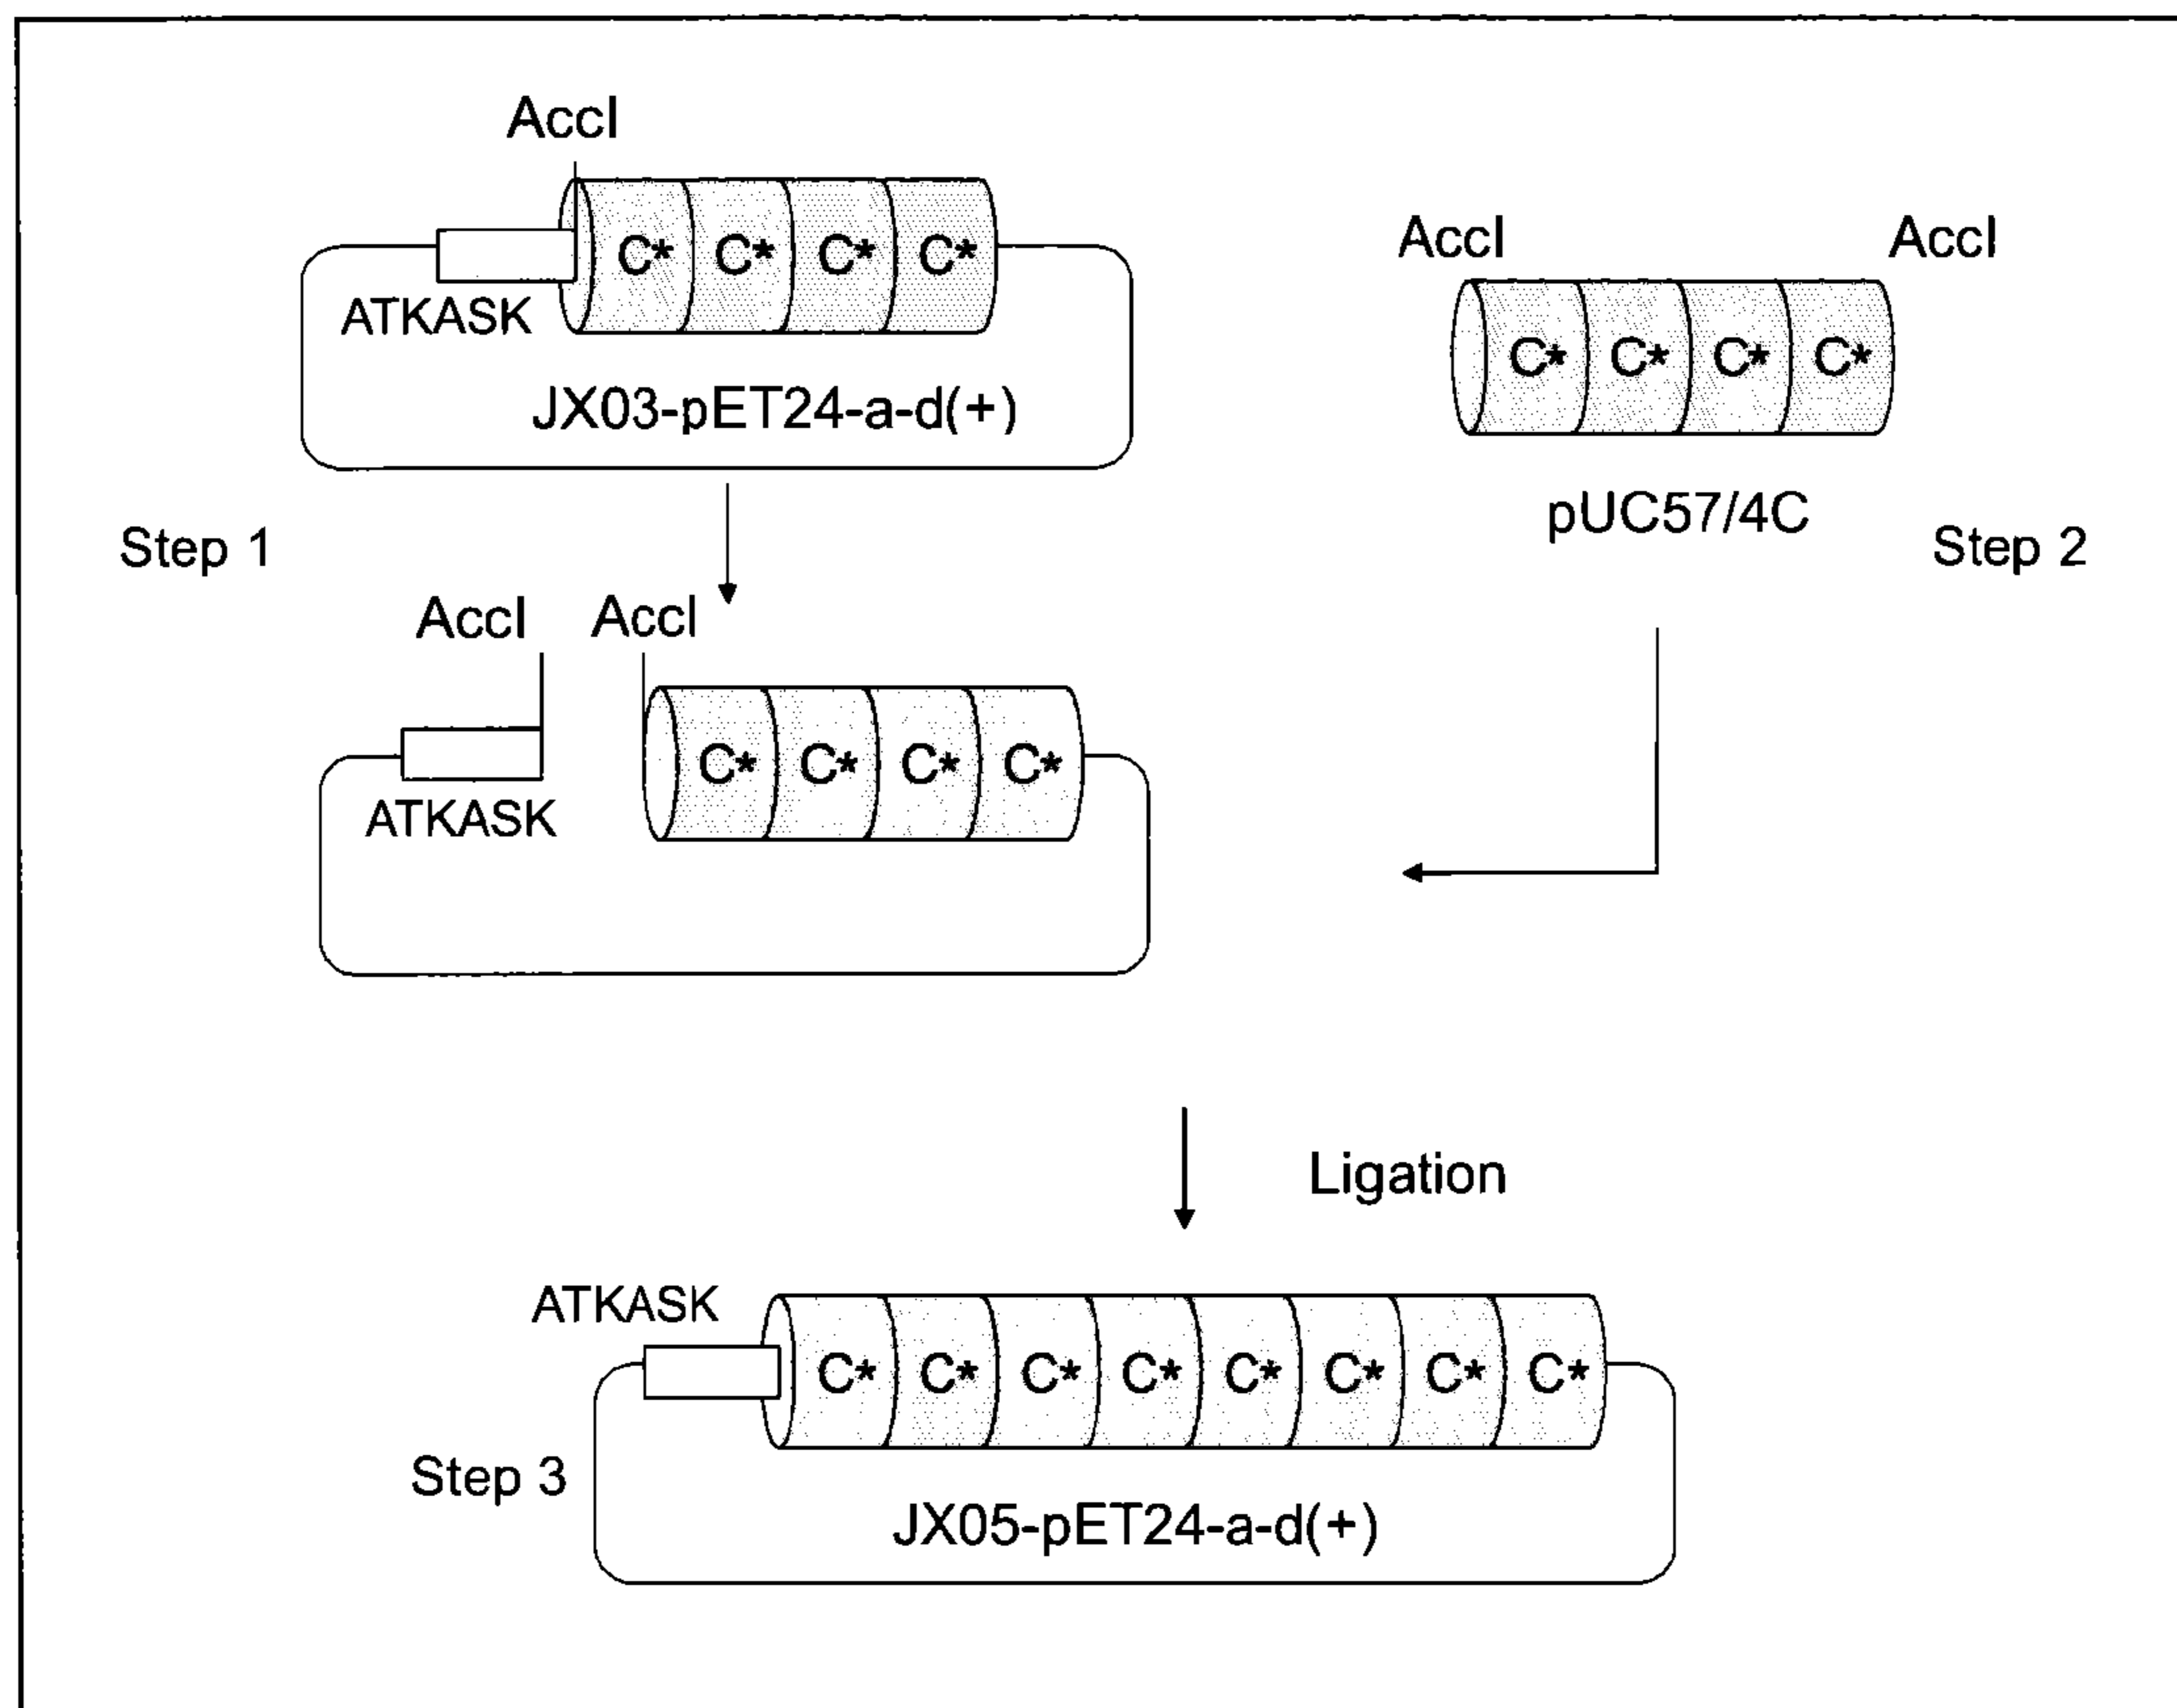 AccI
C* C* C* C*
ATKASK
JX03-pET24-a-d(+)
AccI AccI
C* C* C* C*
pUC57/4C
Step 1
Step 2
AccI AccI
C* C* C* C*
ATKASK
Ligation
ATKASK
C* C* C* C* C* C* C* C*
Step 3
JX05-pET24-a-d(+)